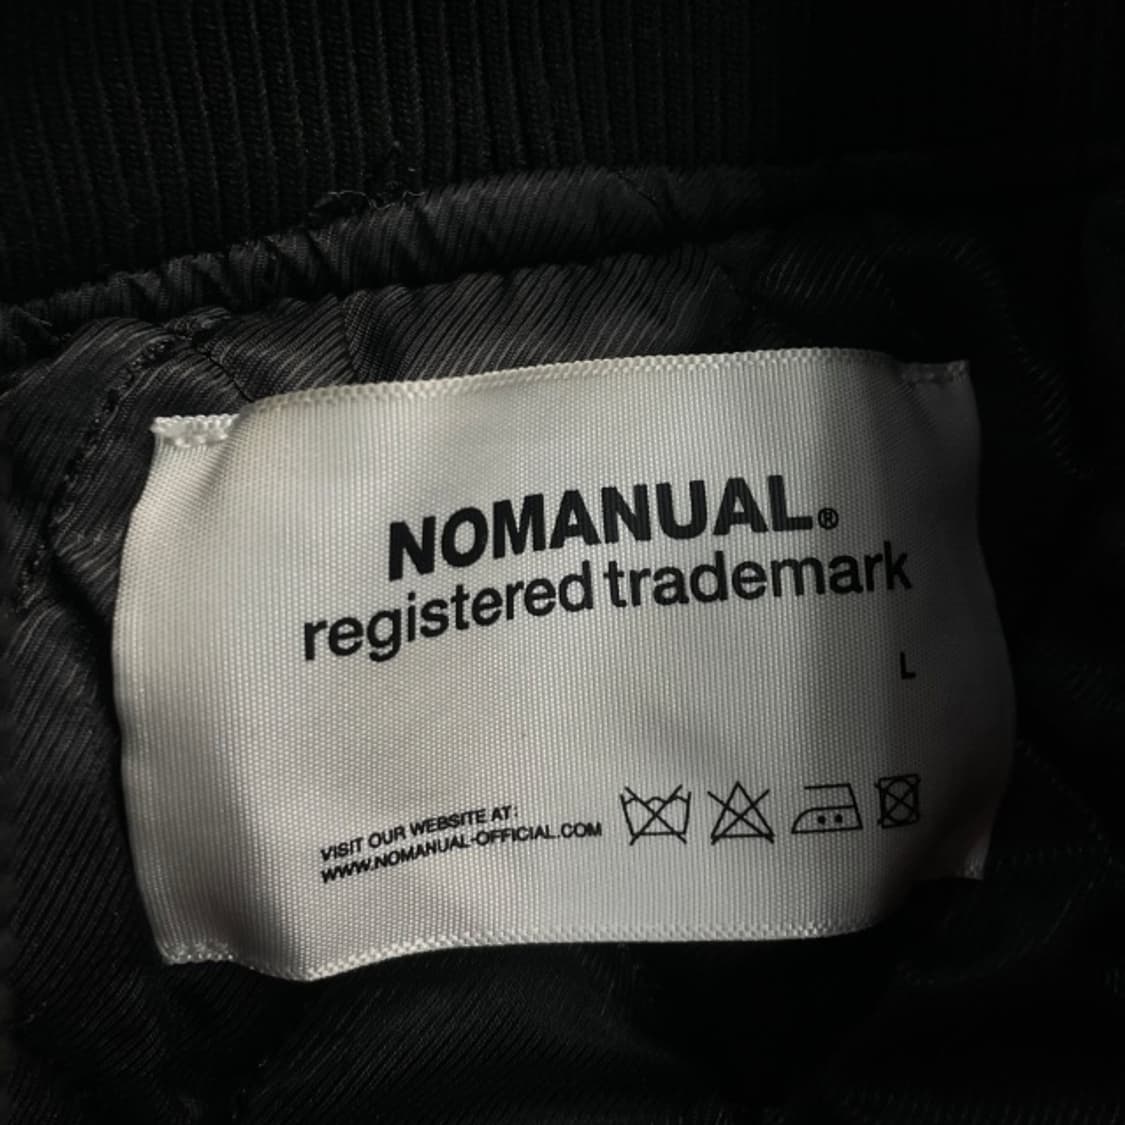 NOMANUAL®
registered trademark
L
VISIT OUR WEBSITE AT:
WWW.NOMANUAL-OFFICIAL.COM